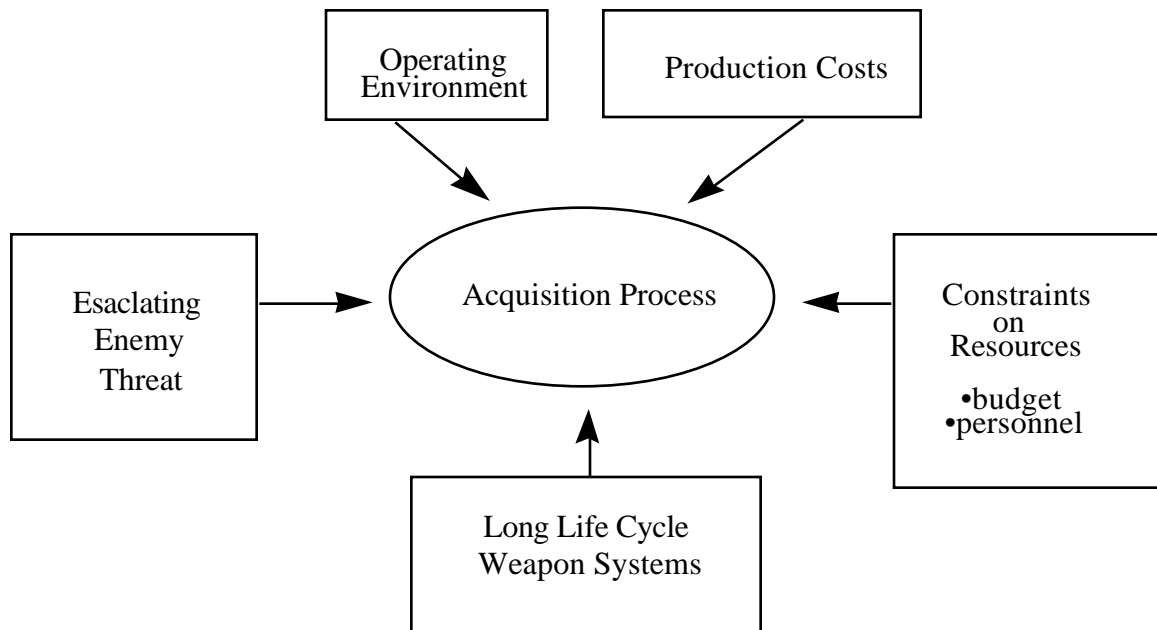 Operating
Environment
Production Costs
Esaclating
Enemy
Threat
Acquisition Process
Constraints
on
Resources
•budget
•personnel
Long Life Cycle
Weapon Systems